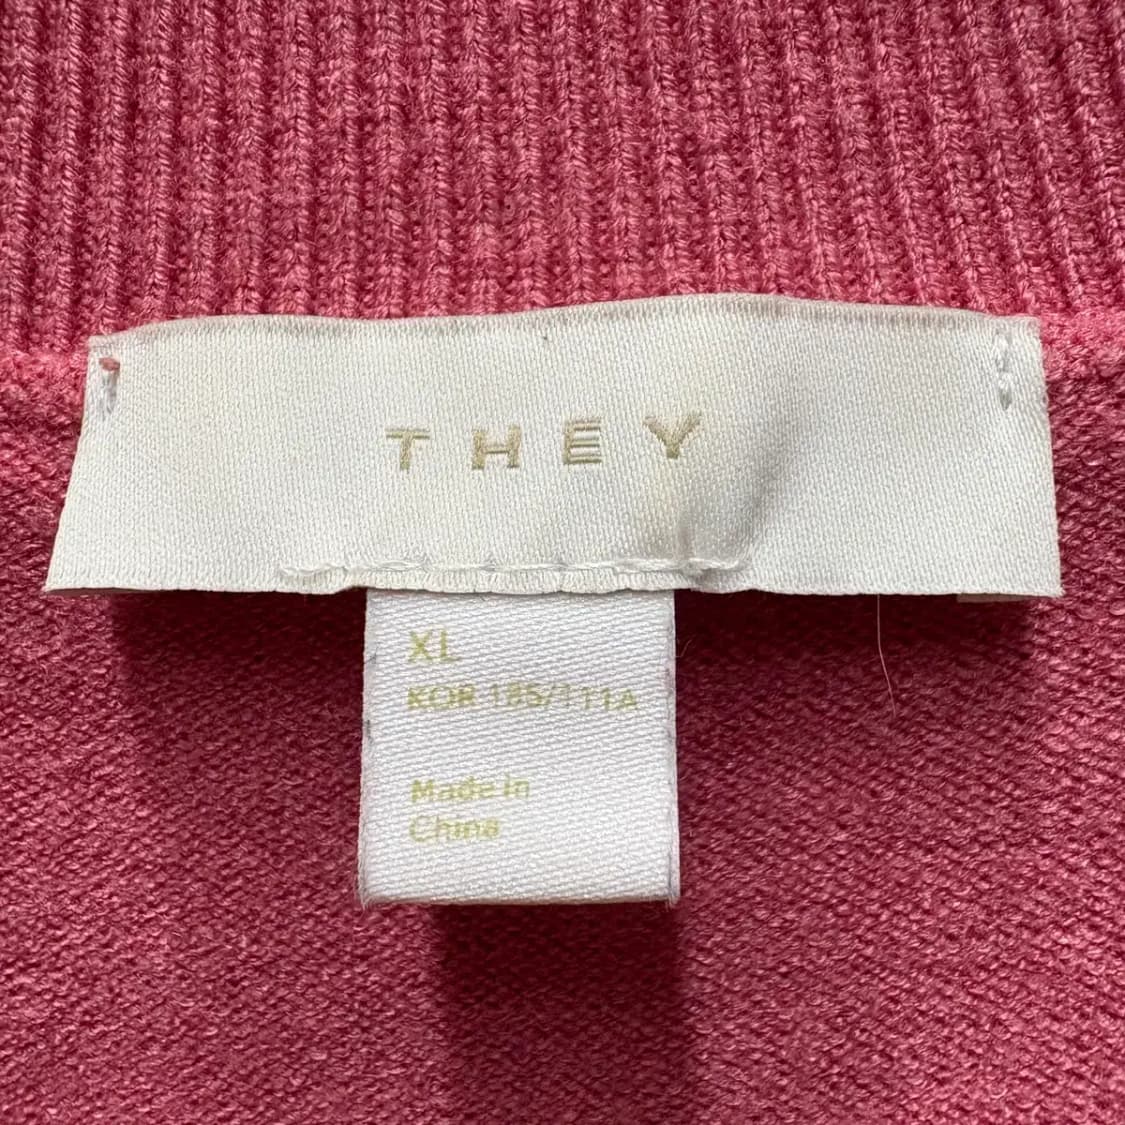 THEY
XL
KOR 185/111A
Made in
China